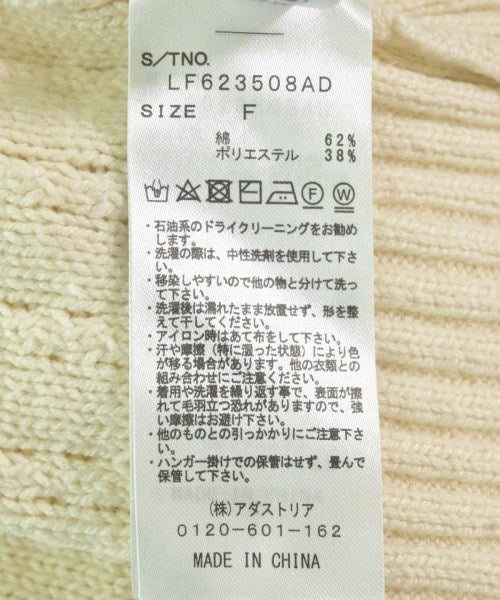 S/TNO.
LF623508AD
SIZE F
綿 62%
ポリエステル 38%
F W
・石油系のドライクリーニングをお勧め
します。
・洗濯の際は、中性洗剤を使用して下さ
い。
・移染しやすいので他の物と分けて洗っ
て下さい。
・洗濯後は濡れたまま放置せず、形を整
えて干してください。
・アイロン時はあて布をして下さい。
・汗や摩擦（特に湿った状態）により色
が移る場合があります。他の衣類との
組み合わせにご注意ください。
・着用や洗濯を繰り返す事で、表面が擦
れて毛羽立つ恐れがありますので、強
い摩擦はお避け下さい。
・他のものとの引っかかりにご注意下さ
い。
・ハンガー掛けでの保管はせず、畳んで
保管して下さい。
(株)アダストリア
0120-601-162
MADE IN CHINA